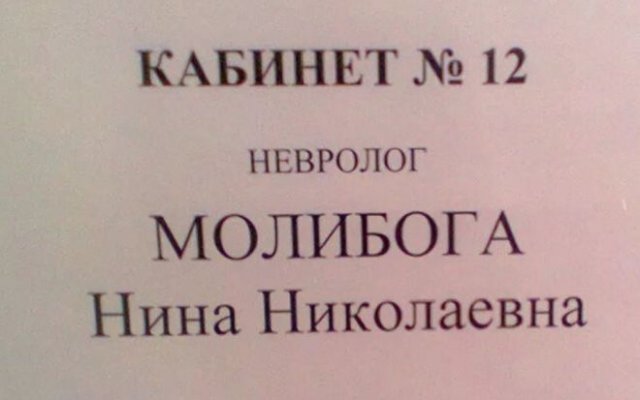 КАБИНЕТ № 12
НЕВРОЛОГ
МОЛИБОГА
Нина Николаевна